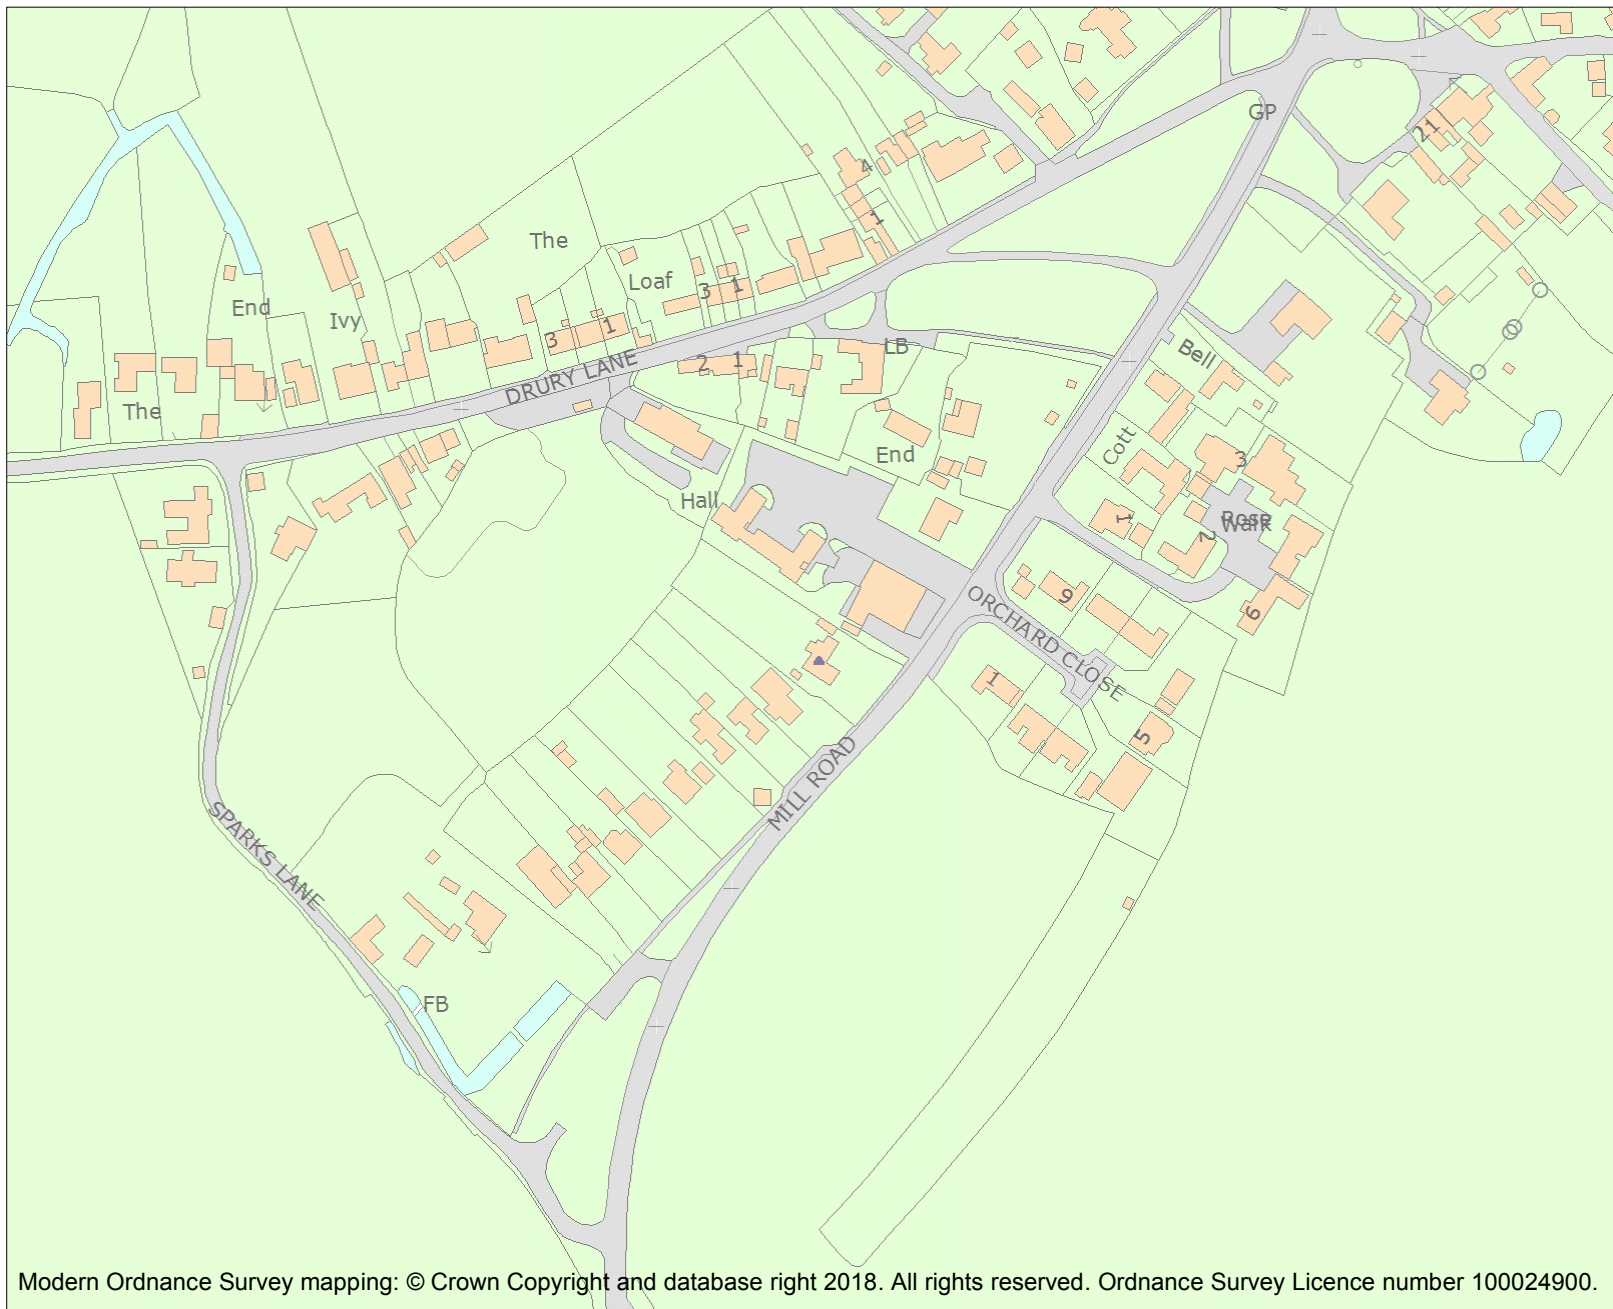 GP
21
4
1
The
Loaf
3
1
End
Ivy
3
1
DRURY LANE
2
1
LB
Bell
The
Cott
End
3
Hall
1
Rose
Walk
2
ORCHARD CLOSE
9
6
1
5
MILL ROAD
SPARKS LANE
FB
Modern Ordnance Survey mapping: © Crown Copyright and database right 2018. All rights reserved. Ordnance Survey Licence number 100024900.